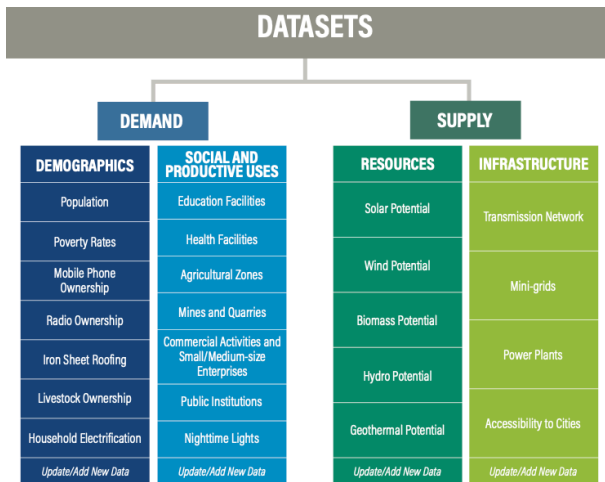 DATASETS
DEMAND
SUPPLY
DEMOGRAPHICS
Population
Poverty Rates
Mobile Phone
Ownership
Radio Ownership
Iron Sheet Roofing
Livestock Ownership
Household Electrification
Update/Add New Data
SOCIAL AND
PRODUCTIVE USES
Education Facilities
Health Facilities
Agricultural Zones
Mines and Quarries
Commercial Activities and
Small/Medium-size
Enterprises
Public Institutions
Nighttime Lights
Update/Add New Data
RESOURCES
Solar Potential
Wind Potential
Biomass Potential
Hydro Potential
Geothermal Potential
Update/Add New Data
INFRASTRUCTURE
Transmission Network
Mini-grids
Power Plants
Accessibility to Cities
Update/Add New Data